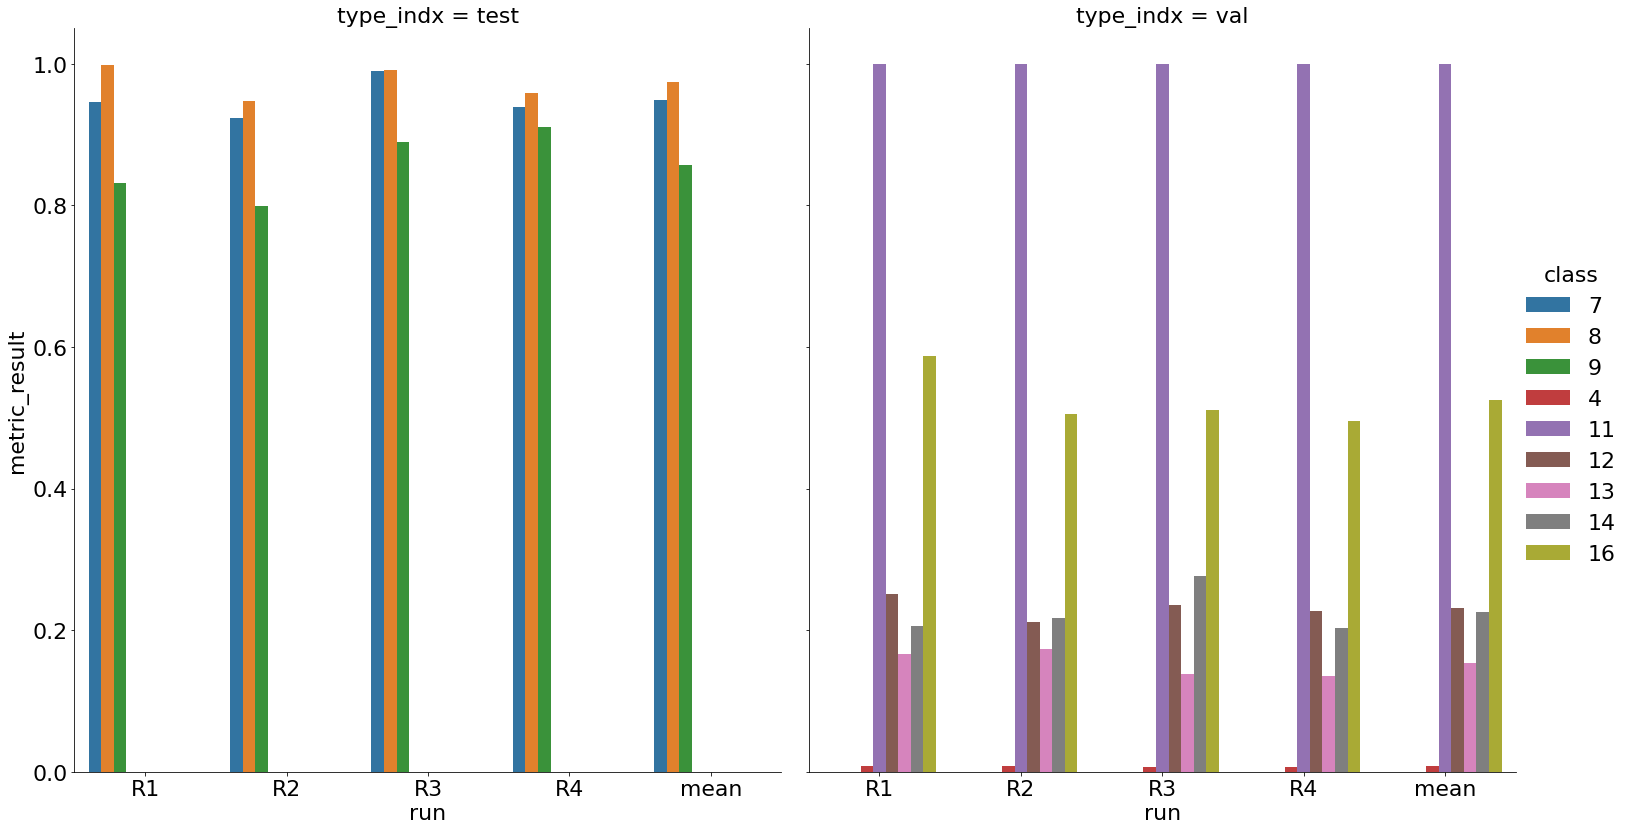 type_indx = test
type_indx = val
metric_result
1.0
0.8
0.6
0.4
0.2
0.0
R1 R2 R3 R4 mean
run
R1 R2 R3 R4 mean
run
class
7
8
9
4
11
12
13
14
16